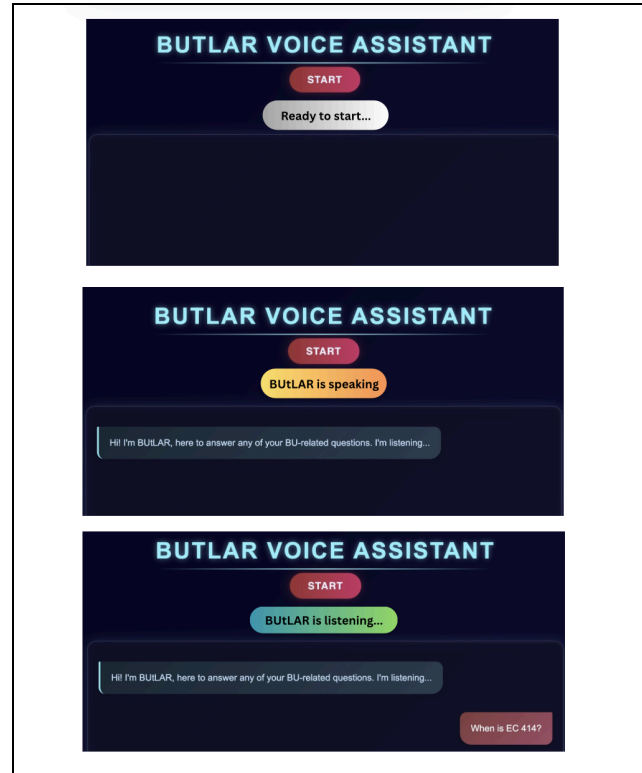 BUTLAR VOICE ASSISTANT
START
Ready to start...
BUTLAR VOICE ASSISTANT
START
BUtLAR is speaking
Hi! I'm BUtLAR, here to answer any of your BU-related questions. I'm listening...
BUTLAR VOICE ASSISTANT
START
BUtLAR is listening...
Hi! I'm BUtLAR, here to answer any of your BU-related questions. I'm listening...
When is EC 414?